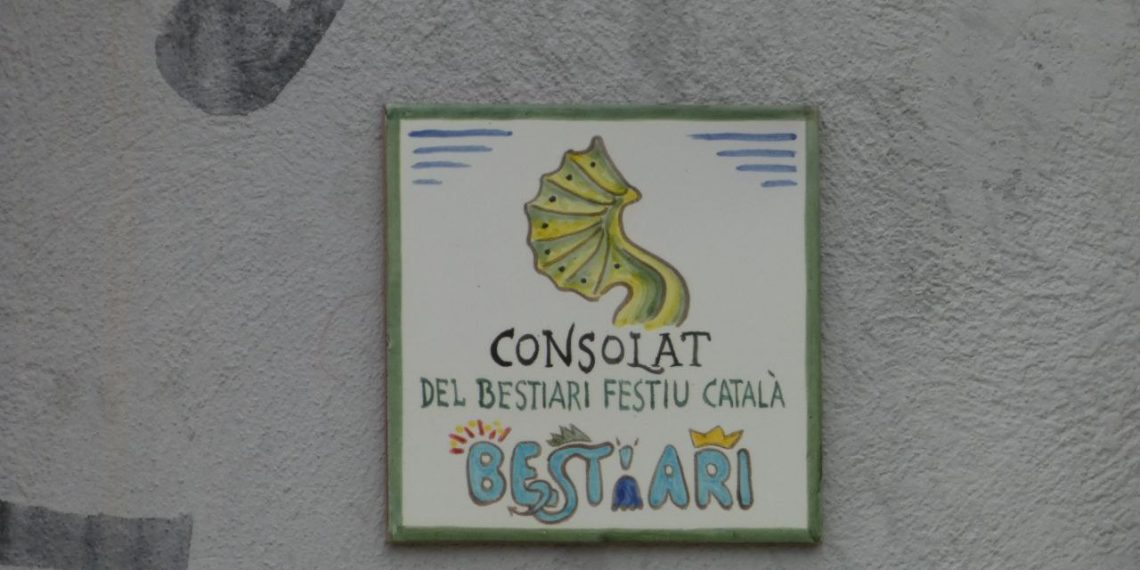 CONSOLAT
DEL BESTIARI FESTIU CATALÀ
BESTiARI